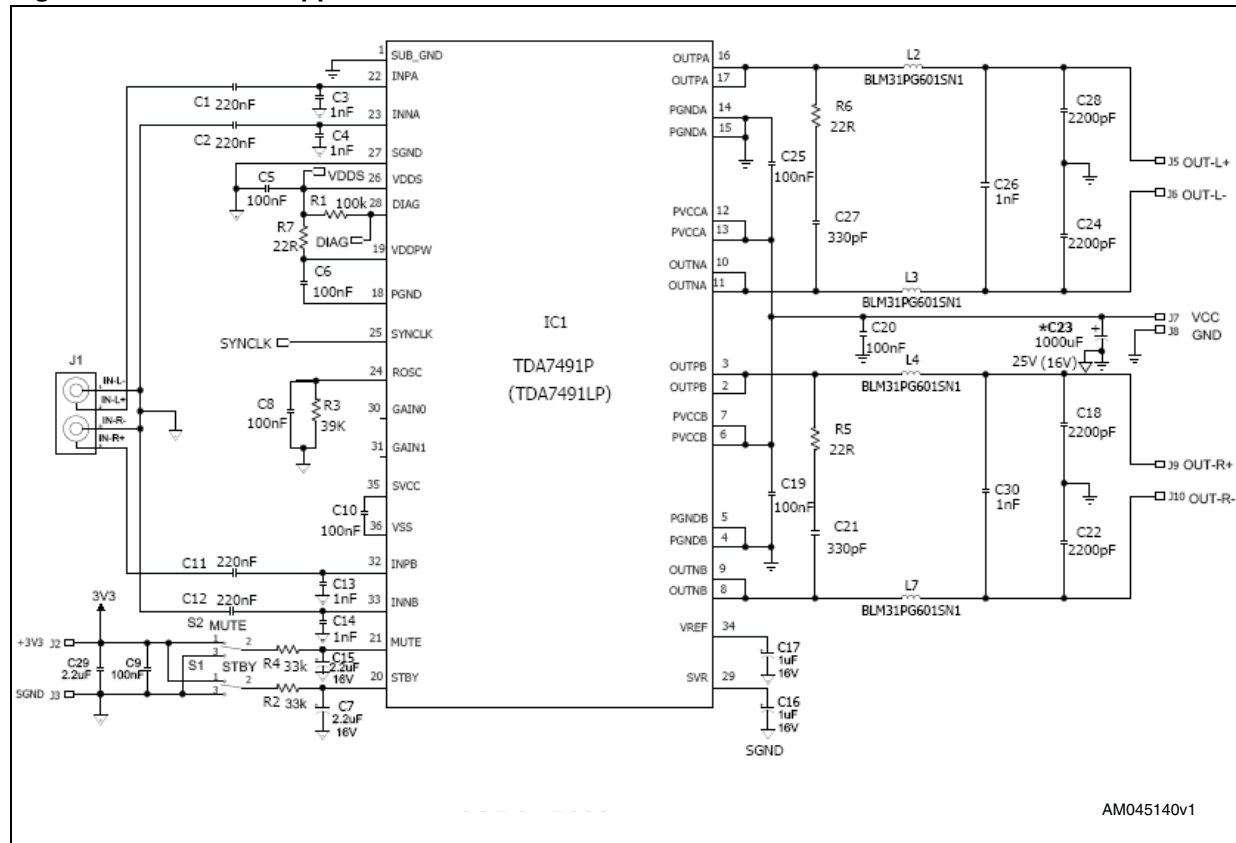 1 SUB_GND
22 INPA
C1 220nF
C3
1nF
23 INNA
C2 220nF
C4
1nF
27 SGND
VDDS 26 VDDS
C5
100nF
R1 100k 28 DIAG
R7
22R
DIAG
19 VDDPW
C6
100nF
18 PGND
SYNCLK
25 SYNCLK
24 ROSC
C8
100nF
R3
39K
30 GAIN0
31 GAIN1
J1
IN-L-
IN-L+
IN-R-
IN-R+
35 SVCC
C10
100nF
36 VSS
32 INPB
C11 220nF
C13
1nF
33 INNB
C12 220nF
C14
1nF
3V3
+3V3 J2
S2 MUTE
1 2
3
21 MUTE
R4 33k
C15
2.2uF
16V
C29
2.2uF
C9
100nF
S1 STBY
1 2
3
20 STBY
R2 33k
C7
2.2uF
16V
SGND J3
IC1
TDA7491P
(TDA7491LP)
OUTPA 16
OUTPA 17
L2
BLM31PG601SN1
PGNDA 14
PGNDA 15
R6
22R
C28
2200pF
C25
100nF
J5 OUT-L+
C26
1nF
J6 OUT-L-
PVCCA 12
PVCCA 13
C27
330pF
C24
2200pF
OUTNA 10
OUTNA 11
L3
BLM31PG601SN1
J7 VCC
J8 GND
C20
100nF
*C23 +
1000uF
25V (16V)
OUTPB 3
OUTPB 2
L4
BLM31PG601SN1
PVCCB 7
PVCCB 6
R5
22R
C18
2200pF
J9 OUT-R+
C19
100nF
C30
1nF
J10 OUT-R-
PGNDB 5
PGNDB 4
C21
330pF
C22
2200pF
OUTNB 9
OUTNB 8
L7
BLM31PG601SN1
VREF 34
C17
1uF
16V
SVR 29
C16
1uF
16V
SGND
AM045140v1